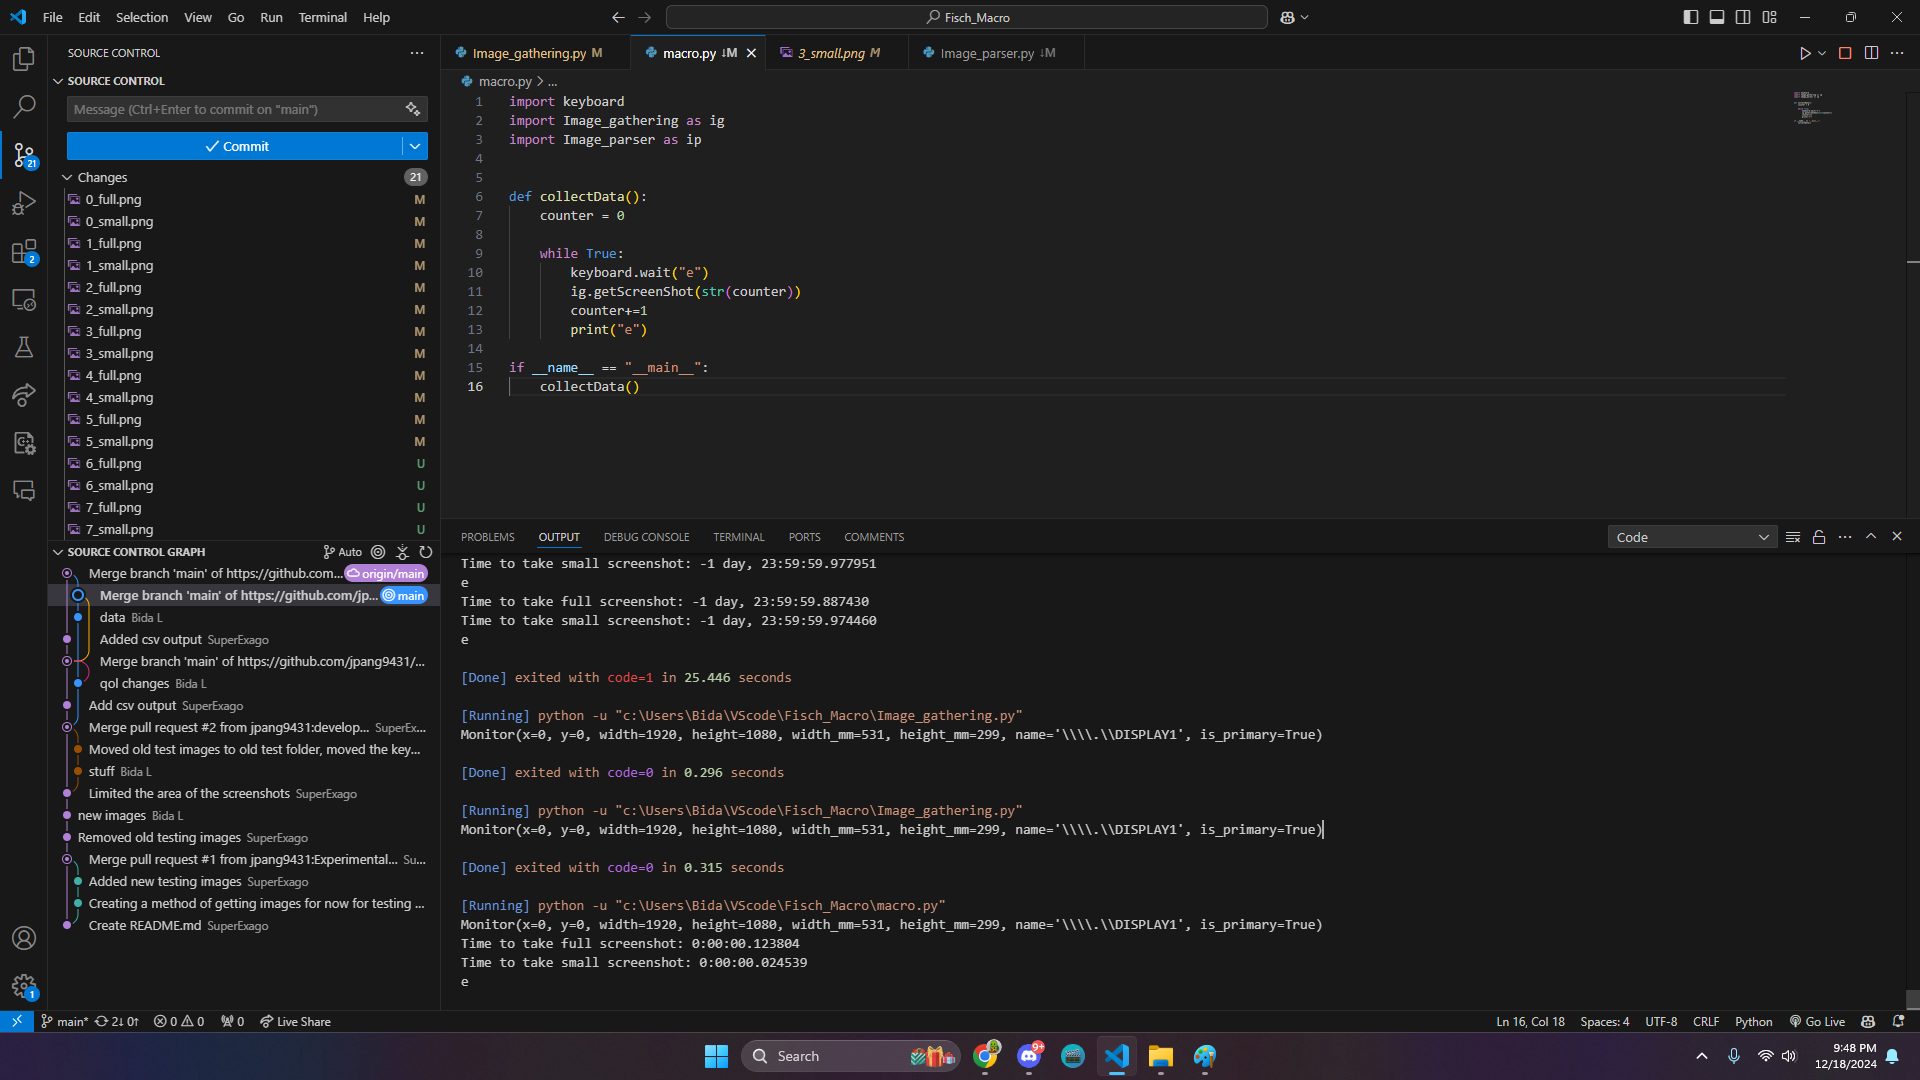 File Edit Selection View Go Run Terminal Help
Fisch_Macro
SOURCE CONTROL
SOURCE CONTROL
Message (Ctrl+Enter to commit on "main")
Commit
Changes 21
0_full.png M
0_small.png M
1_full.png M
1_small.png M
2_full.png M
2_small.png M
3_full.png M
3_small.png M
4_full.png M
4_small.png M
5_full.png M
5_small.png M
6_full.png U
6_small.png U
7_full.png U
7_small.png U
21
2
1
SOURCE CONTROL GRAPH Auto
Merge branch 'main' of https://github.com... origin/main
Merge branch 'main' of https://github.com/jp... main
data Bida L
Added csv output SuperExago
Merge branch 'main' of https://github.com/jpang9431/...
qol changes Bida L
Add csv output SuperExago
Merge pull request #2 from jpang9431:develop... SuperEx...
Moved old test images to old test folder, moved the key...
stuff Bida L
Limited the area of the screenshots SuperExago
new images Bida L
Removed old testing images SuperExago
Merge pull request #1 from jpang9431:Experimental... Su...
Added new testing images SuperExago
Creating a method of getting images for now for testing ...
Create README.md SuperExago
Image_gathering.py M
macro.py ↓M
3_small.png M
Image_parser.py ↓M
macro.py > ...
1 import keyboard
2 import Image_gathering as ig
3 import Image_parser as ip
4
5
6 def collectData():
7 counter = 0
8
9 while True:
10 keyboard.wait("e")
11 ig.getScreenShot(str(counter))
12 counter+=1
13 print("e")
14
15 if __name__ == "__main__":
16 collectData()
PROBLEMS OUTPUT DEBUG CONSOLE TERMINAL PORTS COMMENTS
Code
Time to take small screenshot: -1 day, 23:59:59.977951
e
Time to take full screenshot: -1 day, 23:59:59.887430
Time to take small screenshot: -1 day, 23:59:59.974460
e
[Done] exited with code=1 in 25.446 seconds
[Running] python -u "c:\Users\Bida\VScode\Fisch_Macro\Image_gathering.py"
Monitor(x=0, y=0, width=1920, height=1080, width_mm=531, height_mm=299, name='\\\\.\\DISPLAY1', is_primary=True)
[Done] exited with code=0 in 0.296 seconds
[Running] python -u "c:\Users\Bida\VScode\Fisch_Macro\Image_gathering.py"
Monitor(x=0, y=0, width=1920, height=1080, width_mm=531, height_mm=299, name='\\\\.\\DISPLAY1', is_primary=True)
[Done] exited with code=0 in 0.315 seconds
[Running] python -u "c:\Users\Bida\VScode\Fisch_Macro\macro.py"
Monitor(x=0, y=0, width=1920, height=1080, width_mm=531, height_mm=299, name='\\\\.\\DISPLAY1', is_primary=True)
Time to take full screenshot: 0:00:00.123804
Time to take small screenshot: 0:00:00.024539
e
main* 2↓ 0↑ 0 0 0 Live Share
Ln 16, Col 18 Spaces: 4 UTF-8 CRLF Python Go Live
Search
9+
9:48 PM
12/18/2024